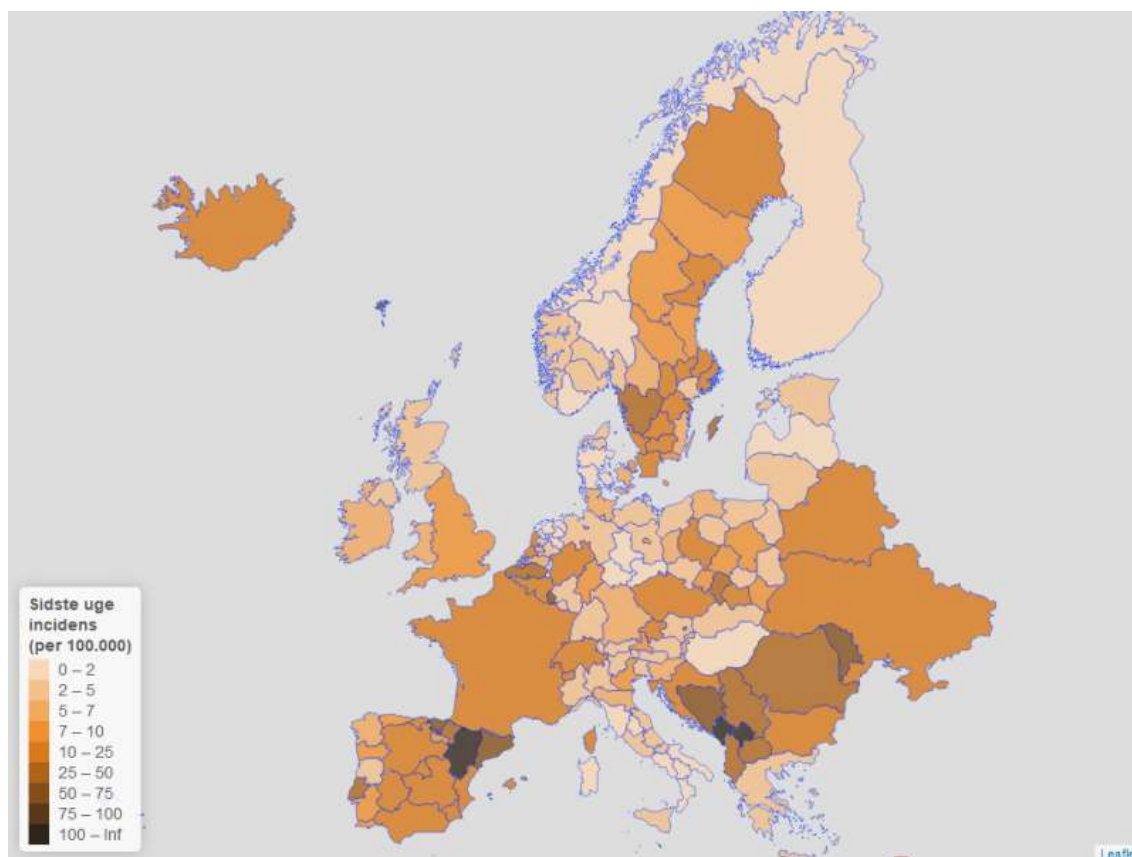 Sidste uge
incidens
(per 100.000)
0 – 2
2 – 5
5 – 7
7 – 10
10 – 25
25 – 50
50 – 75
75 – 100
100 – Inf